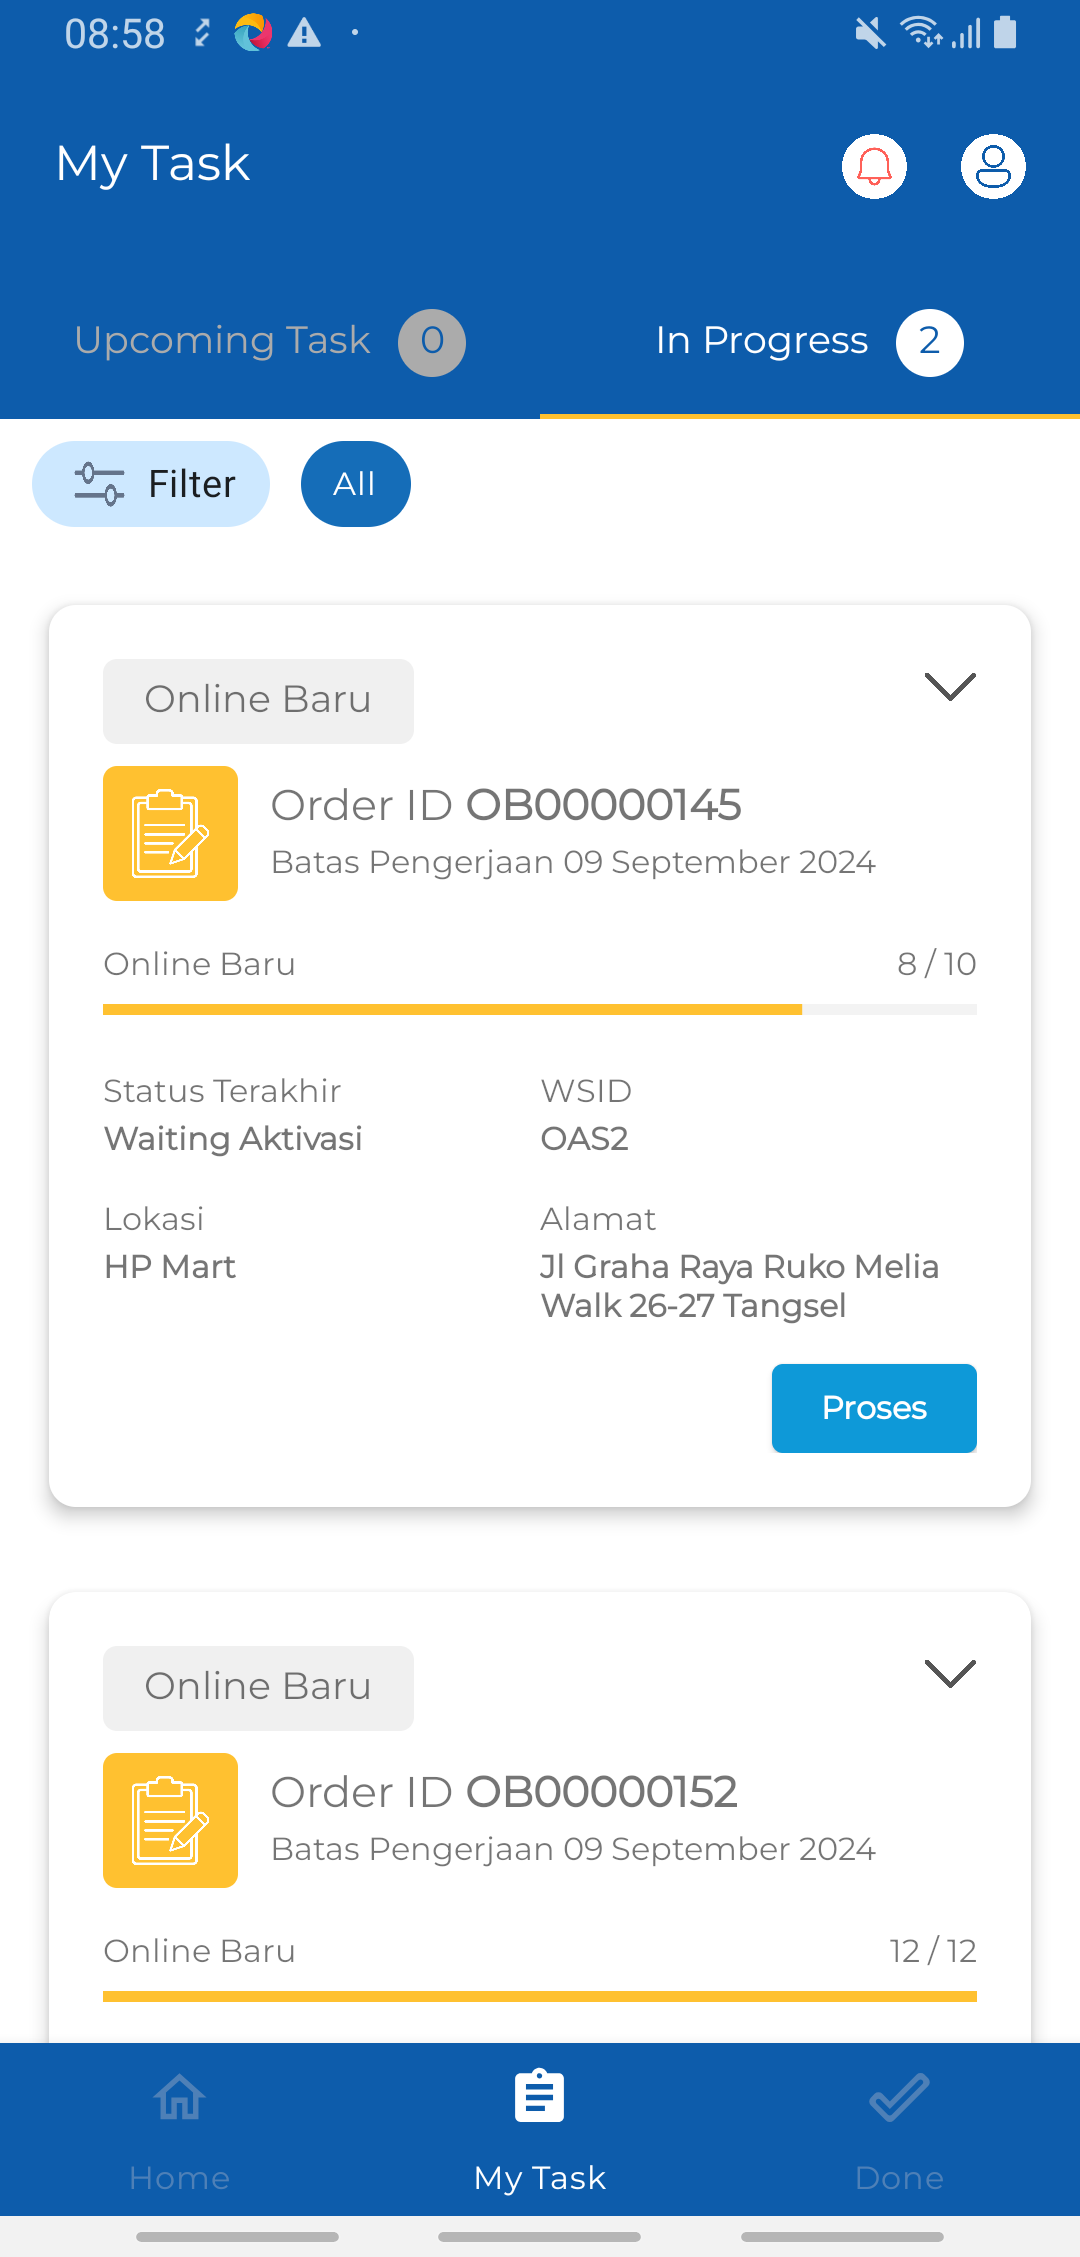 08:58
My Task
Upcoming Task 0
In Progress 2
Filter
All
Online Baru
Order ID OB00000145
Batas Pengerjaan 09 September 2024
Online Baru 8 / 10
Status Terakhir WSID
Waiting Aktivasi OAS2
Lokasi Alamat
HP Mart Jl Graha Raya Ruko Melia
Walk 26-27 Tangsel
Proses
Online Baru
Order ID OB00000152
Batas Pengerjaan 09 September 2024
Online Baru 12 / 12
Home My Task Done